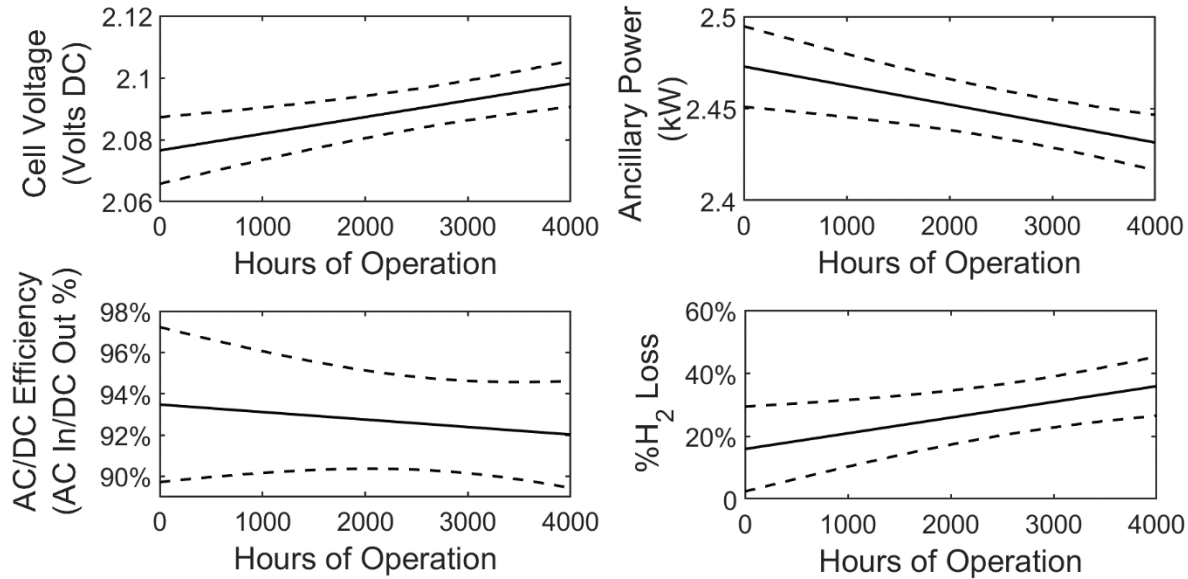 Cell Voltage
(Volts DC)
2.12
2.1
2.08
2.06
0 1000 2000 3000 4000
Hours of Operation
Ancillary Power
(kW)
2.5
2.45
2.4
0 1000 2000 3000 4000
Hours of Operation
AC/DC Efficiency
(AC In/DC Out %)
98%
96%
94%
92%
90%
0 1000 2000 3000 4000
Hours of Operation
%H₂ Loss
60%
40%
20%
0
0 1000 2000 3000 4000
Hours of Operation